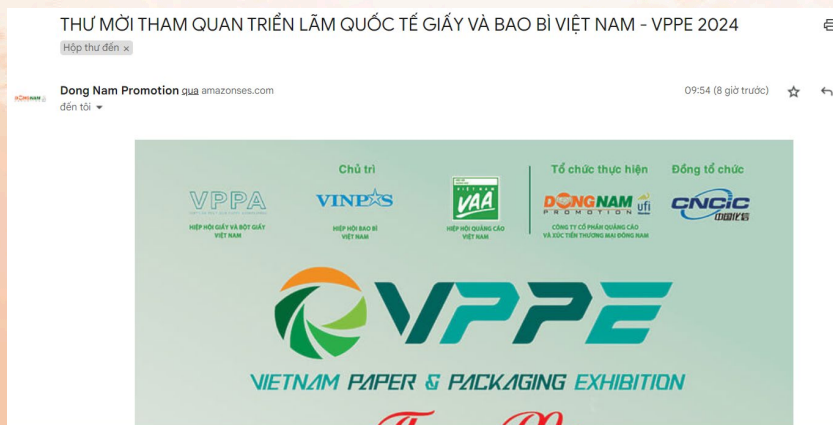 THƯ MỜI THAM QUAN TRIỂN LÃM QUỐC TẾ GIẤY VÀ BAO BÌ VIỆT NAM - VPPE 2024
Hộp thư đến ×
DONGNAM
Dong Nam Promotion qua amazonses.com
09:54 (8 giờ trước)
đến tôi
Chủ trì
Tổ chức thực hiện
Đồng tổ chức
VPPA
VINPAS
VIỆT NAM
VAA
DONGNAM
PROMOTION
ufi
Member
CNCIC
中国化信
HIỆP HỘI GIẤY VÀ BỘT GIẤY
VIỆT NAM
HIỆP HỘI BAO BÌ
VIỆT NAM
HIỆP HỘI QUẢNG CÁO
VIỆT NAM
CÔNG TY CỔ PHẦN QUẢNG CÁO
VÀ XÚC TIẾN THƯƠNG MẠI ĐÔNG NAM
VPPE
VIETNAM PAPER & PACKAGING EXHIBITION